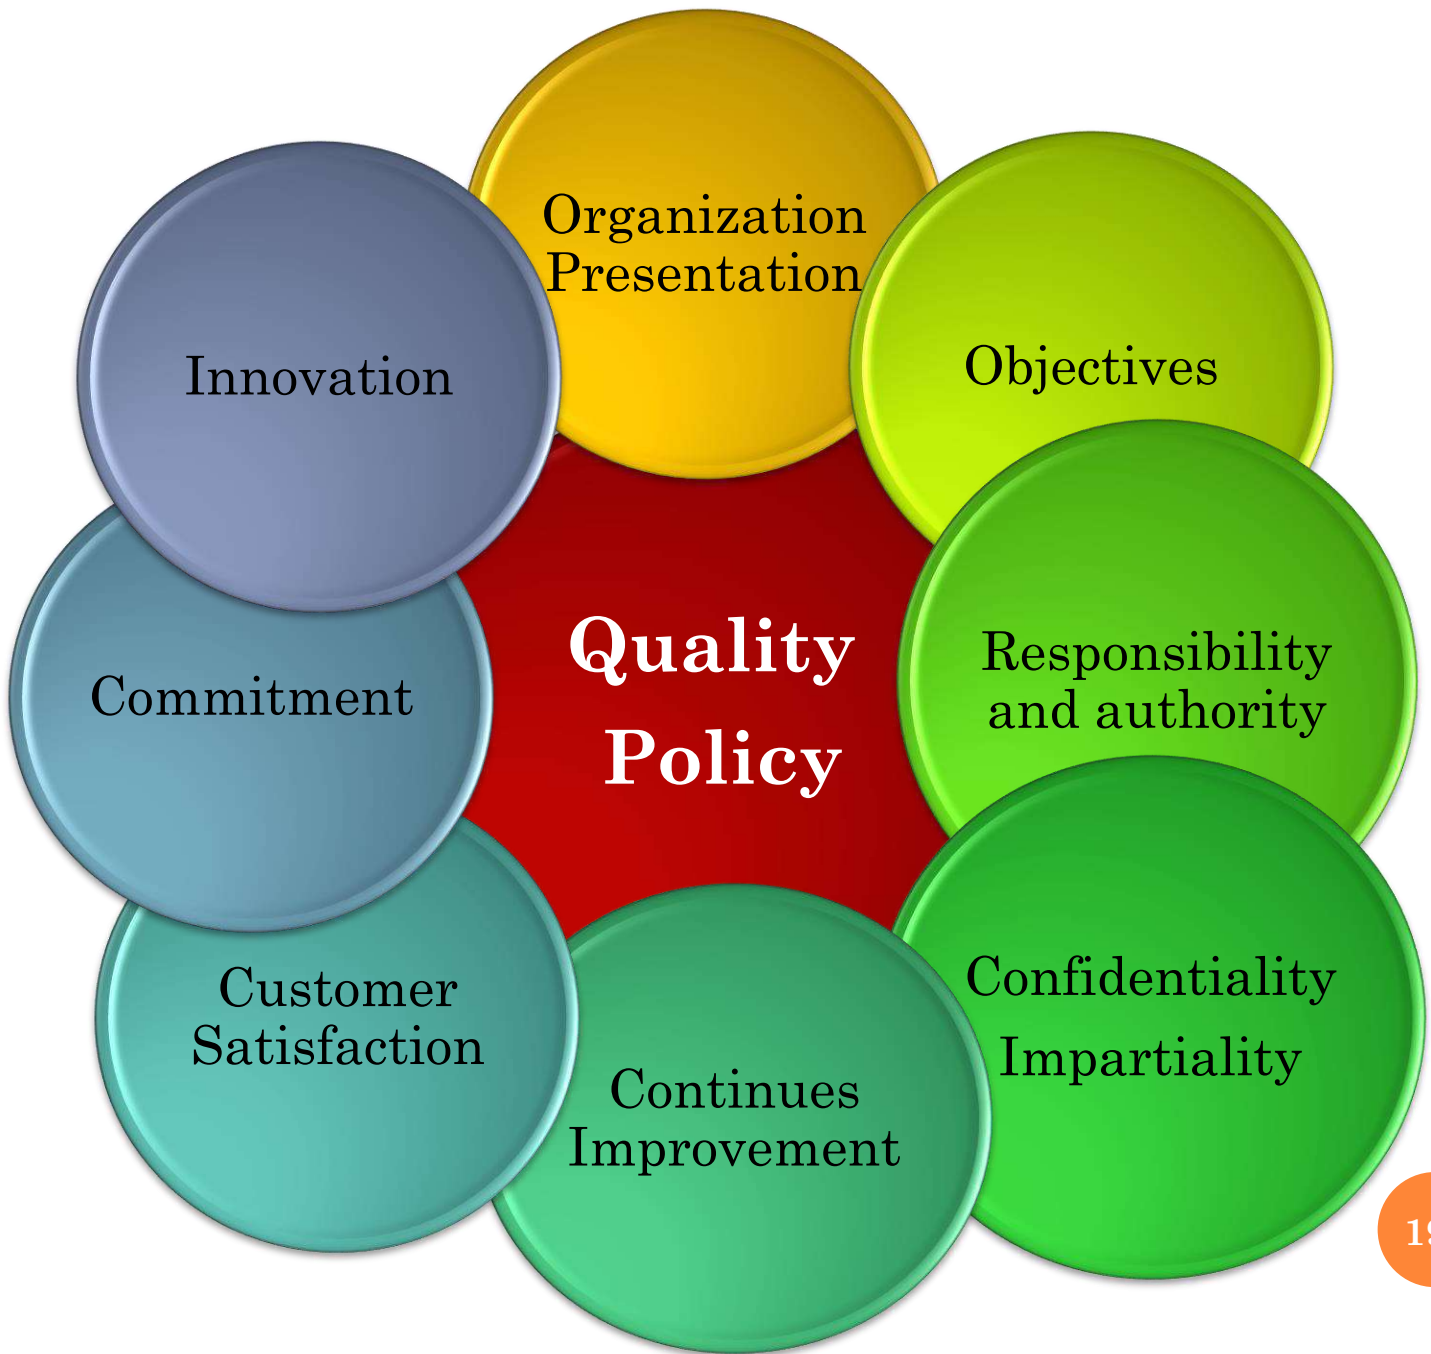 Organization
Presentation
Objectives
Responsibility
and authority
Confidentiality
Impartiality
Continues
Improvement
Customer
Satisfaction
Commitment
Innovation
Quality
Policy